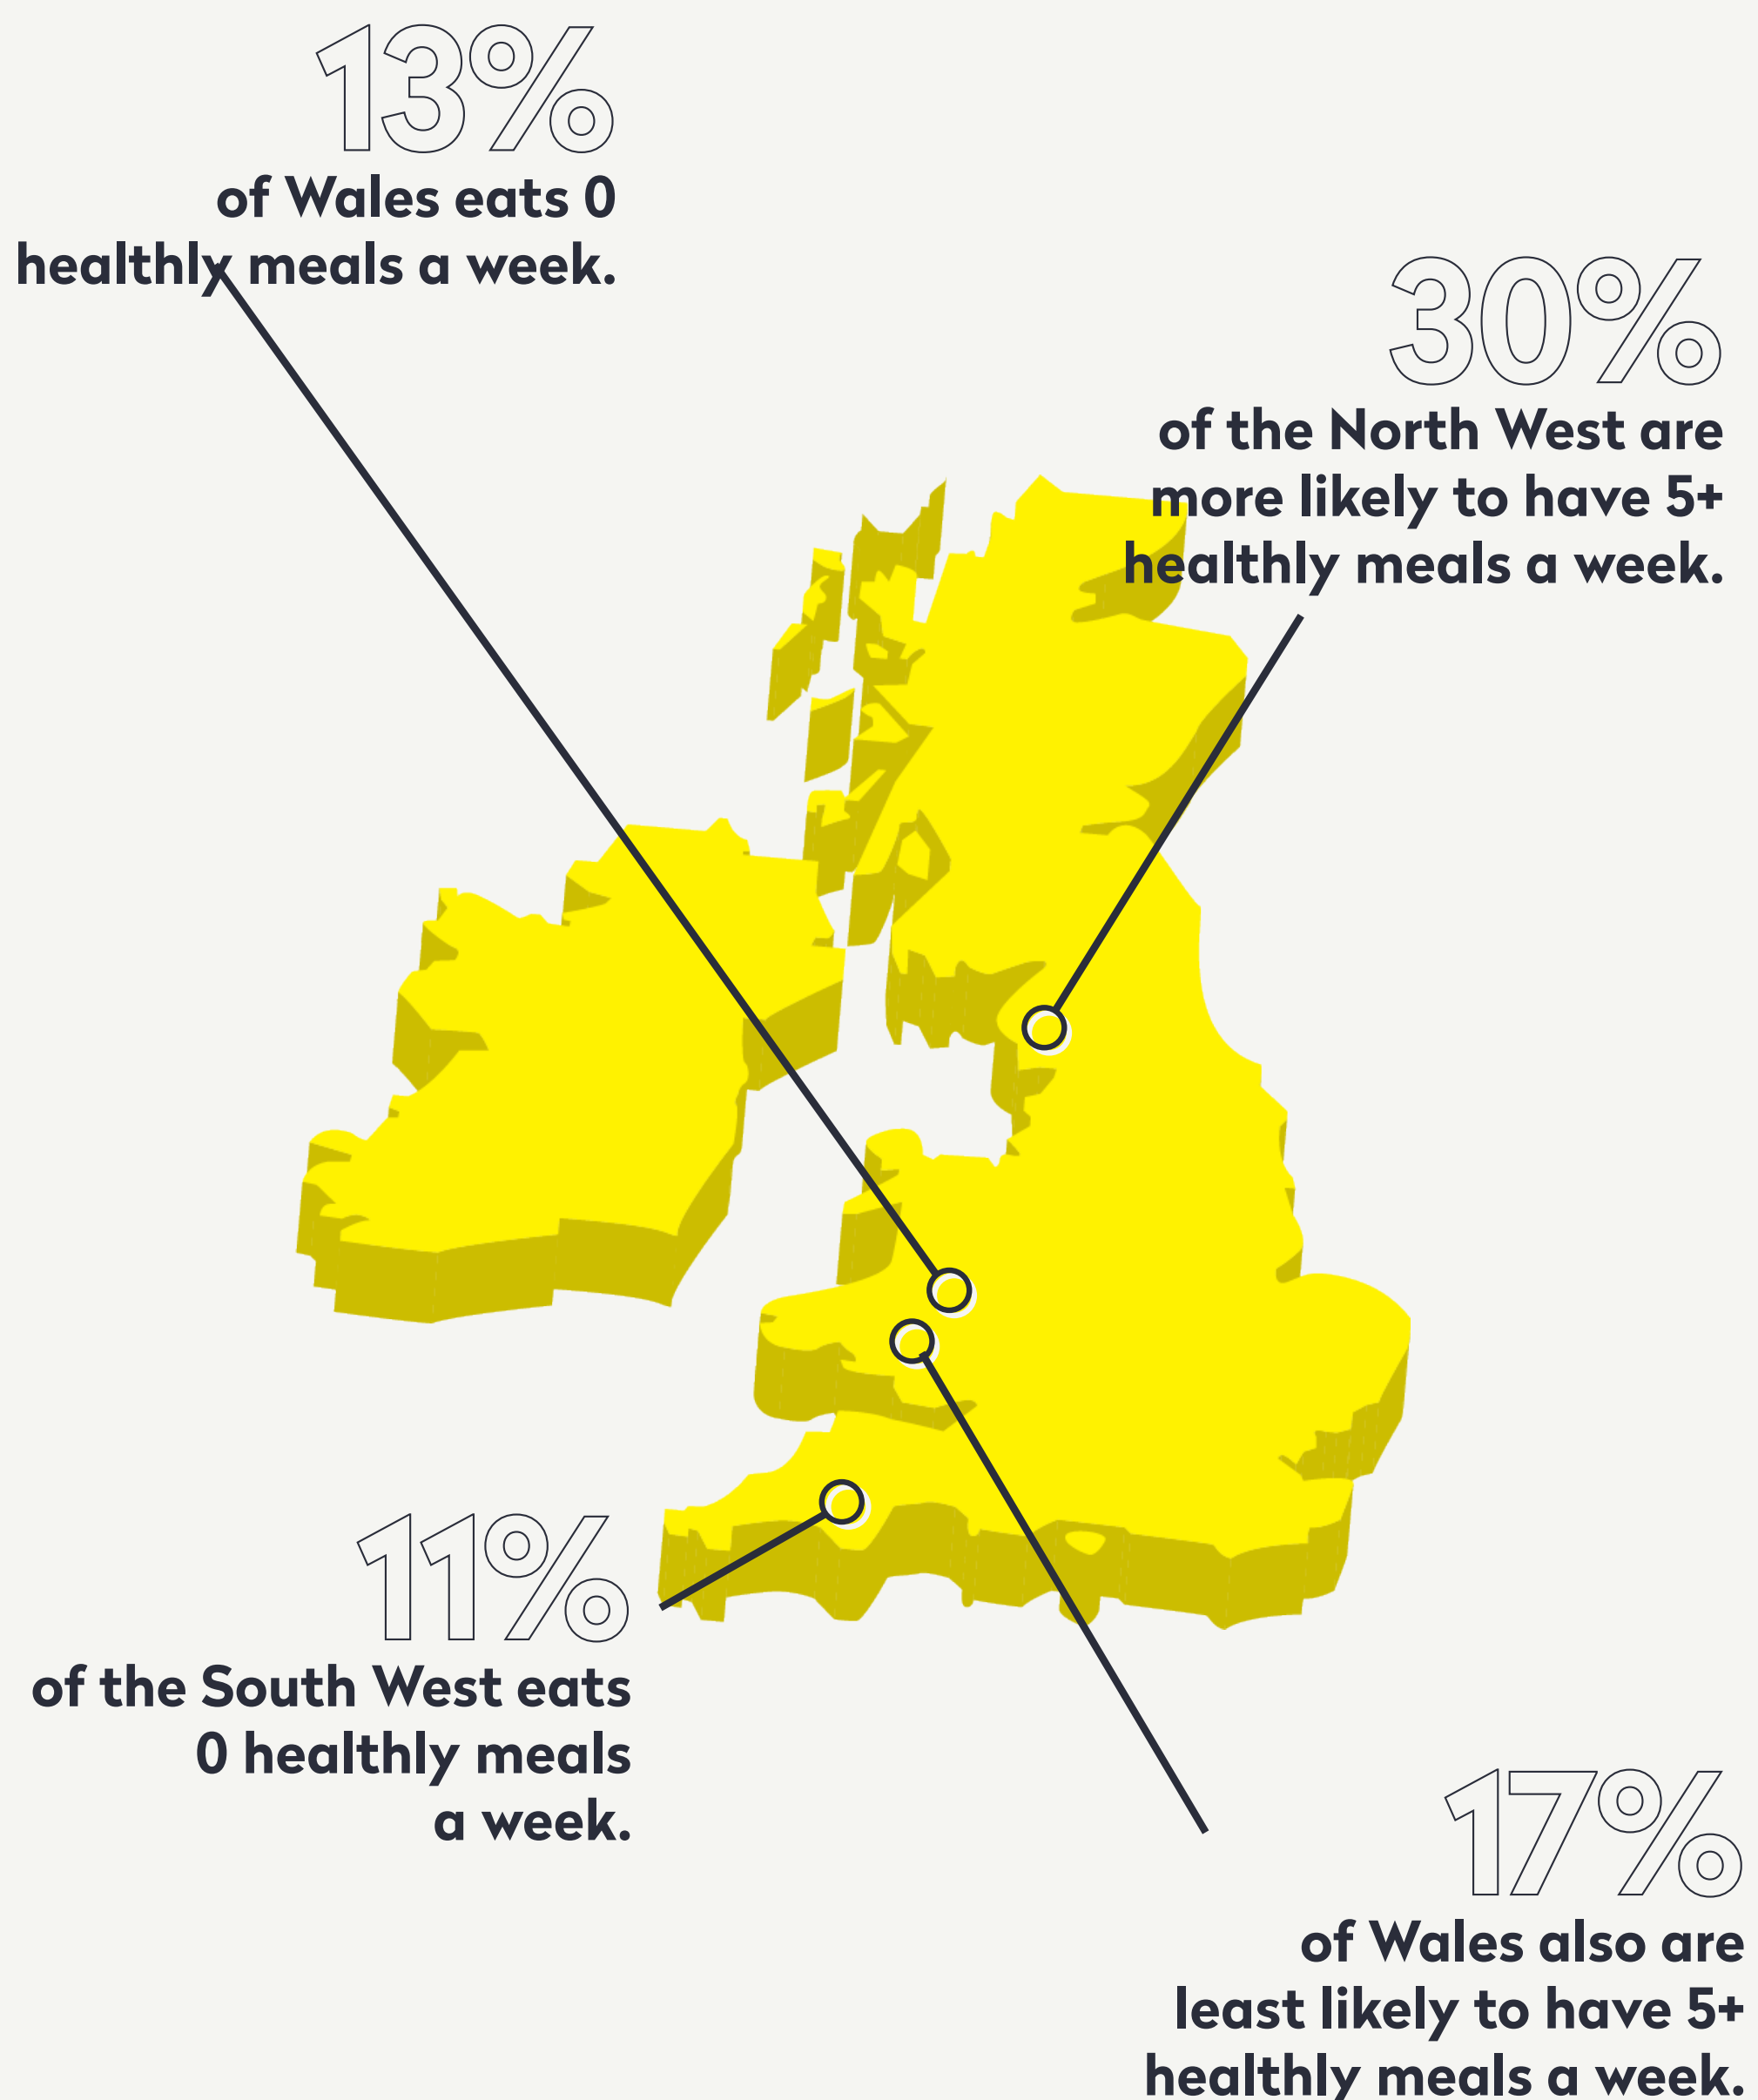 13%
of Wales eats 0
healthly meals a week.
30%
of the North West are
more likely to have 5+
healthly meals a week.
11%
of the South West eats
0 healthly meals
a week.
17%
of Wales also are
least likely to have 5+
healthly meals a week.